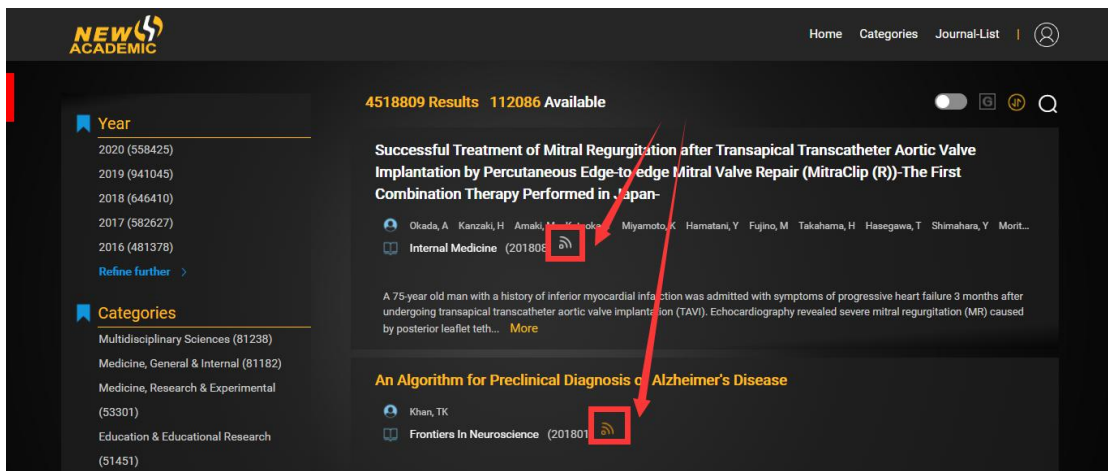 NEW
ACADEMIC
Home Categories Journal-List |
4518809 Results 112086 Available
G
Year
2020 (558425)
2019 (941045)
2018 (646410)
2017 (582627)
2016 (481378)
Refine further >
Categories
Multidisciplinary Sciences (81238)
Medicine, General & Internal (81182)
Medicine, Research & Experimental
(53301)
Education & Educational Research
(51451)
Successful Treatment of Mitral Regurgitation after Transapical Transcatheter Aortic Valve
Implantation by Percutaneous Edge-to-edge Mitral Valve Repair (MitraClip (R))-The First
Combination Therapy Performed in Japan-
Okada, A Kanzaki, H Amaki, M Miyamoto, K Hamatani, Y Fujino, M Takahama, H Hasegawa, T Shimahara, Y Morit...
Internal Medicine (201808
A 75-year old man with a history of inferior myocardial infarction was admitted with symptoms of progressive heart failure 3 months after
undergoing transapical transcatheter aortic valve implantation (TAVI). Echocardiography revealed severe mitral regurgitation (MR) caused
by posterior leaflet teth... More
An Algorithm for Preclinical Diagnosis of Alzheimer's Disease
Khan, TK
Frontiers In Neuroscience (201801